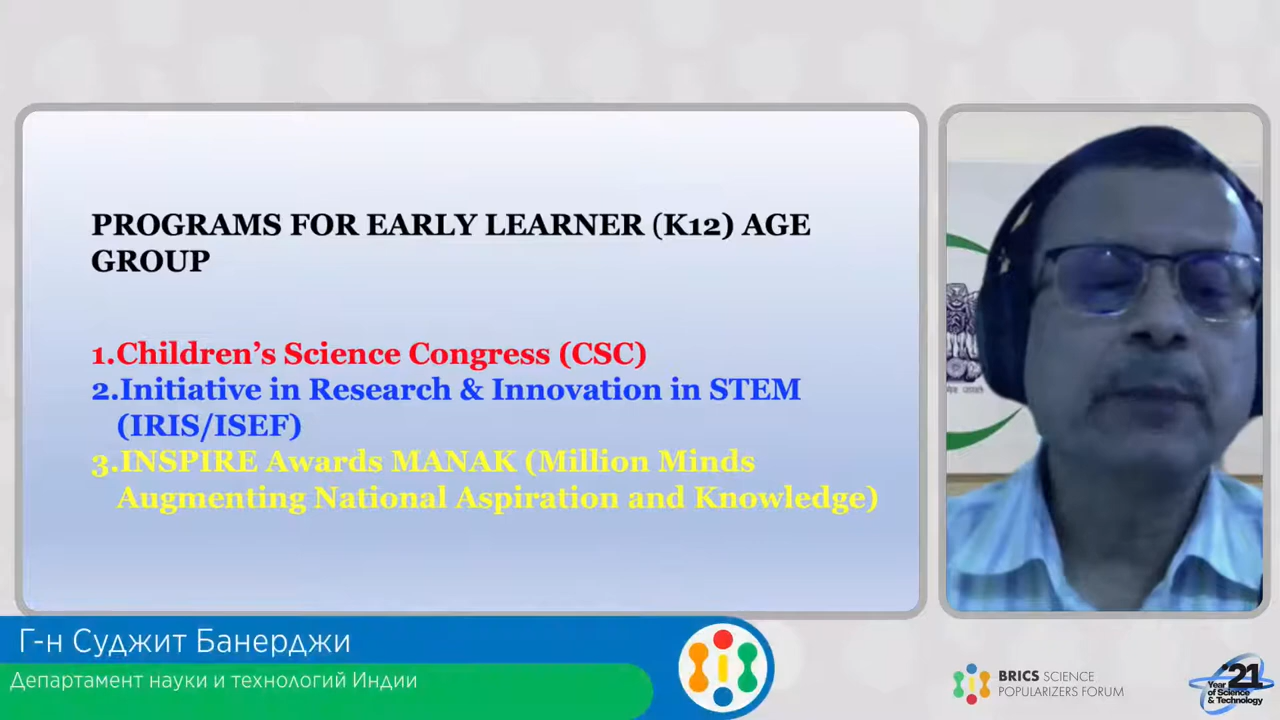 PROGRAMS FOR EARLY LEARNER (K12) AGE
GROUP
1.Children’s Science Congress (CSC)
2.Initiative in Research & Innovation in STEM
(IRIS/ISEF)
3.INSPIRE Awards MANAK (Million Minds
Augmenting National Aspiration and Knowledge)
Г-н Суджит Банерджи
Департамент науки и технологий Индии
BRICS SCIENCE
POPULARIZERS FORUM
'21
Year
of Science
& Technology